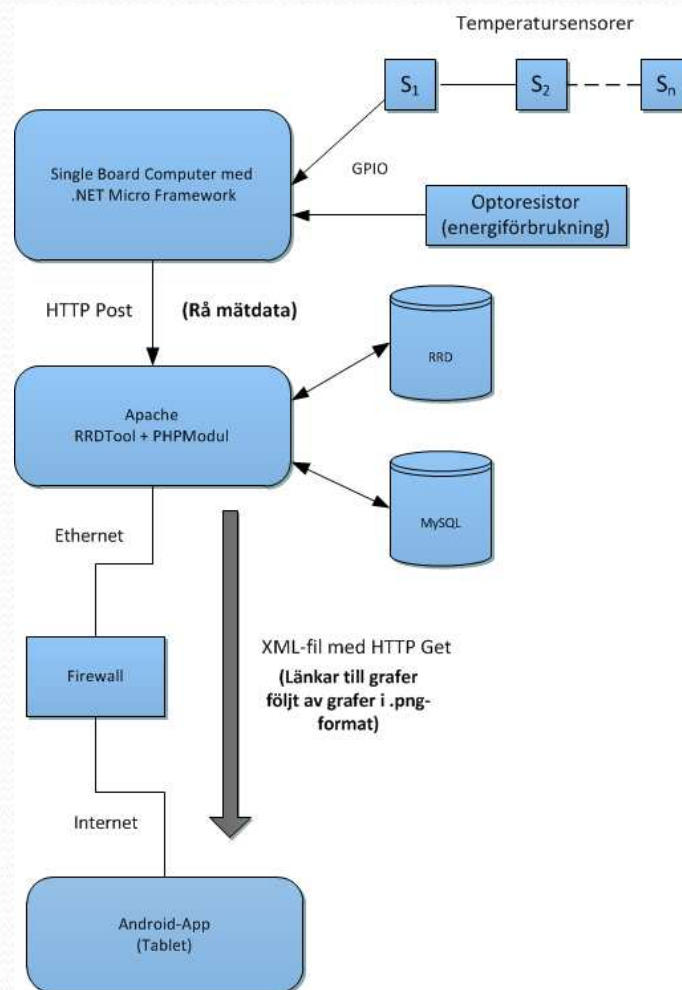 Temperatursensorer
S₁
S₂
Sₙ
Single Board Computer med
.NET Micro Framework
GPIO
Optoresistor
(energiförbrukning)
HTTP Post
(Rå mätdata)
RRD
Apache
RRDTool + PHPModul
MySQL
Ethernet
XML-fil med HTTP Get
(Länkar till grafer
följt av grafer i .png-
format)
Firewall
Internet
Android-App
(Tablet)